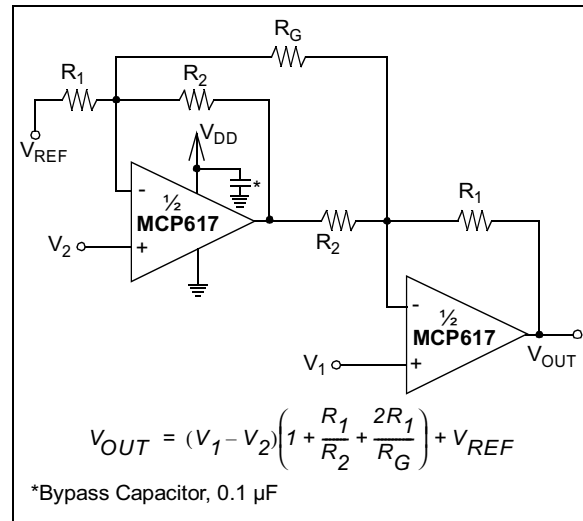 R_G
R_1 R_2
V_REF
V_DD
*
-
½
MCP617
+
V_2
R_2
R_1
-
½
MCP617
+
V_1
V_OUT
V_OUT = (V_1 – V_2)(1 + R_1/R_2 + 2R_1/R_G) + V_REF
*Bypass Capacitor, 0.1 µF